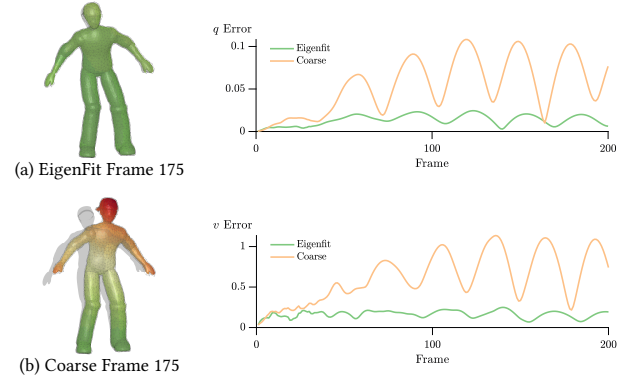 q Error
0.1
0.05
0
Eigenfit
Coarse
0
100
200
Frame
(a) EigenFit Frame 175
v Error
1
0.5
0
Eigenfit
Coarse
0
100
200
Frame
(b) Coarse Frame 175